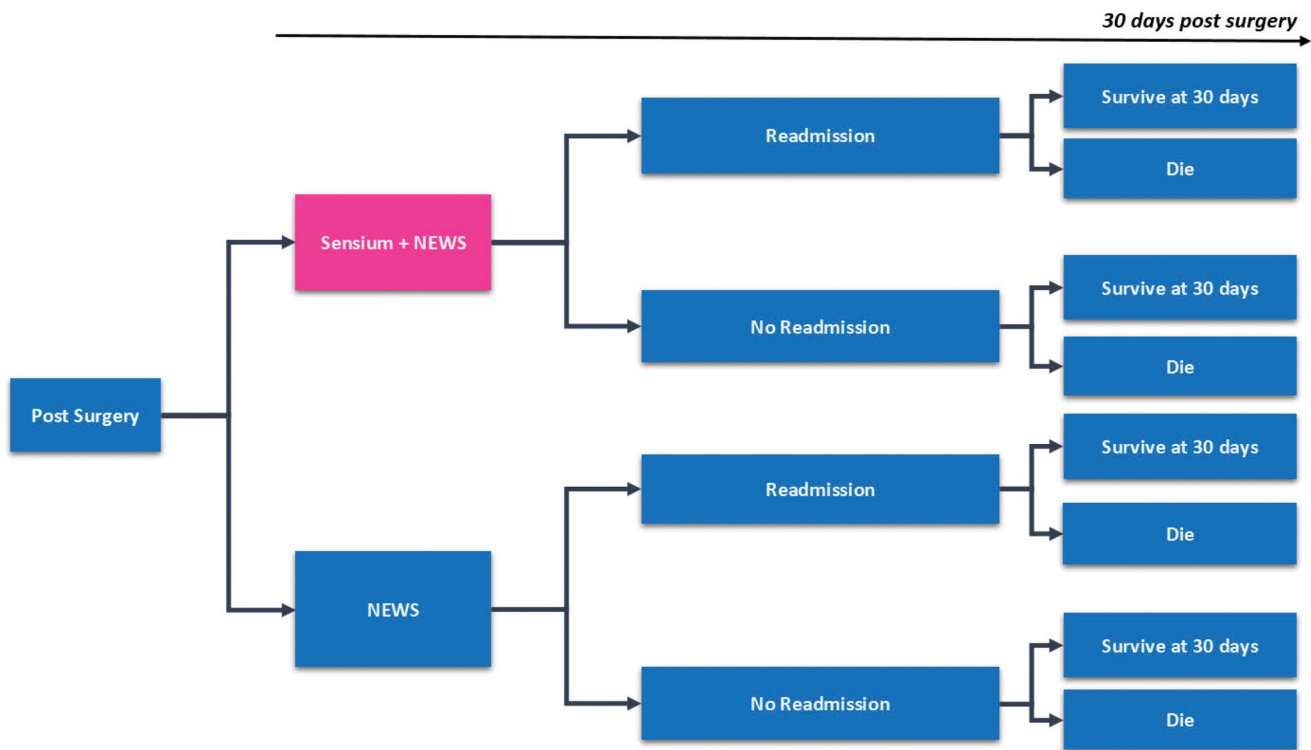 30 days post surgery
Survive at 30 days
Readmission
Die
Sensium + NEWS
Survive at 30 days
No Readmission
Die
Post Surgery
Survive at 30 days
Readmission
Die
NEWS
Survive at 30 days
No Readmission
Die